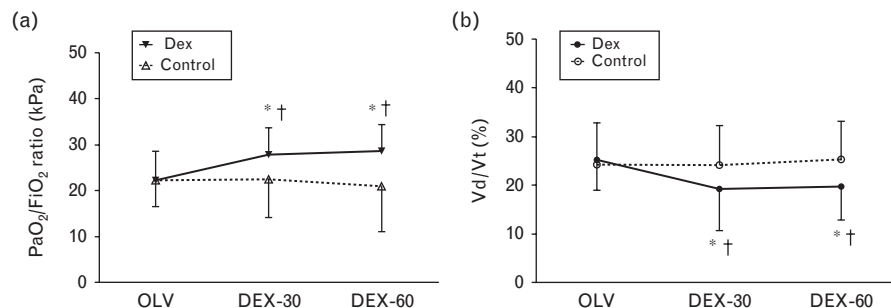 (a)
Dex
Control
PaO₂/FiO₂ ratio (kPa)
50
40
30
20
10
0
* †
* †
OLV DEX-30 DEX-60
(b)
Dex
Control
Vd/Vt (%)
50
40
30
20
10
0
* †
* †
OLV DEX-30 DEX-60